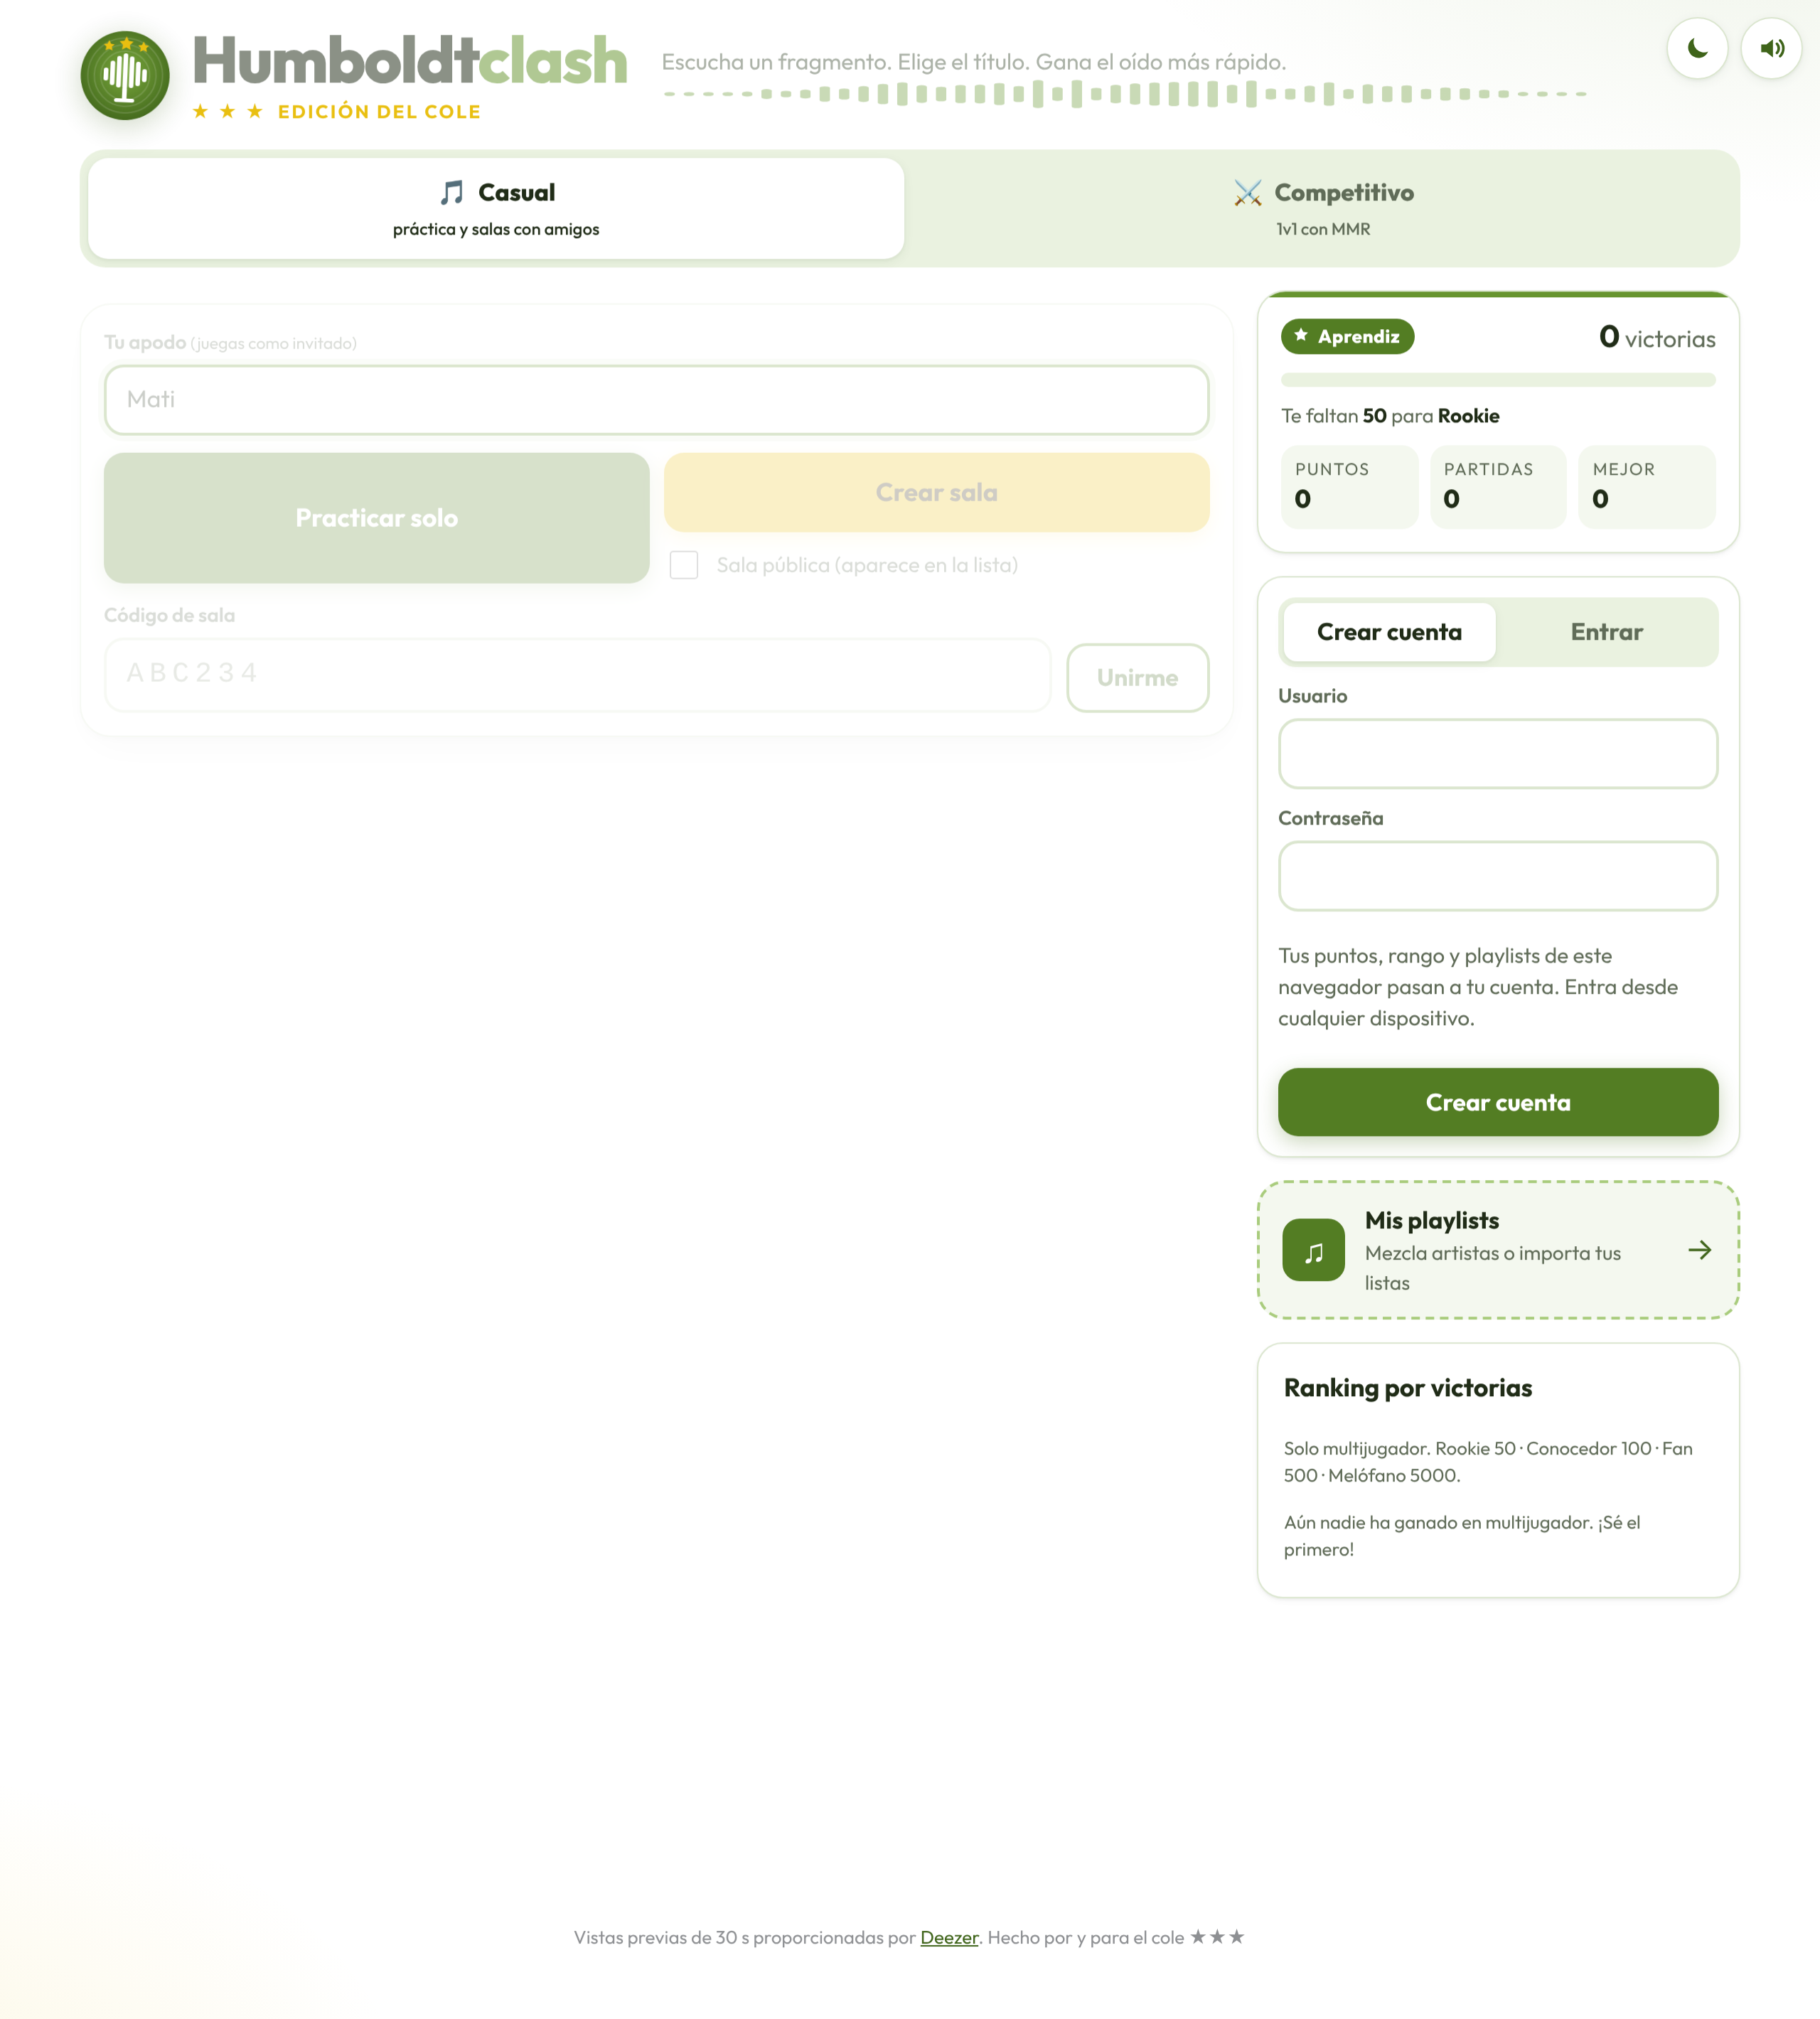 Humboldtclash
★ ★ ★ EDICIÓN DEL COLE
Escucha un fragmento. Elige el título. Gana el oído más rápido.
Casual
práctica y salas con amigos
Competitivo
1v1 con MMR
Tu apodo (juegas como invitado)
Mati
Practicar solo
Crear sala
Sala pública (aparece en la lista)
Código de sala
ABC234
Unirme
★ Aprendiz
0 victorias
Te faltan 50 para Rookie
PUNTOS
0
PARTIDAS
0
MEJOR
0
Crear cuenta
Entrar
Usuario
Contraseña
Tus puntos, rango y playlists de este
navegador pasan a tu cuenta. Entra desde
cualquier dispositivo.
Crear cuenta
Mis playlists
Mezcla artistas o importa tus
listas
Ranking por victorias
Solo multijugador. Rookie 50 · Conocedor 100 · Fan
500 · Melófano 5000.
Aún nadie ha ganado en multijugador. ¡Sé el
primero!
Vistas previas de 30 s proporcionadas por Deezer. Hecho por y para el cole ★★★